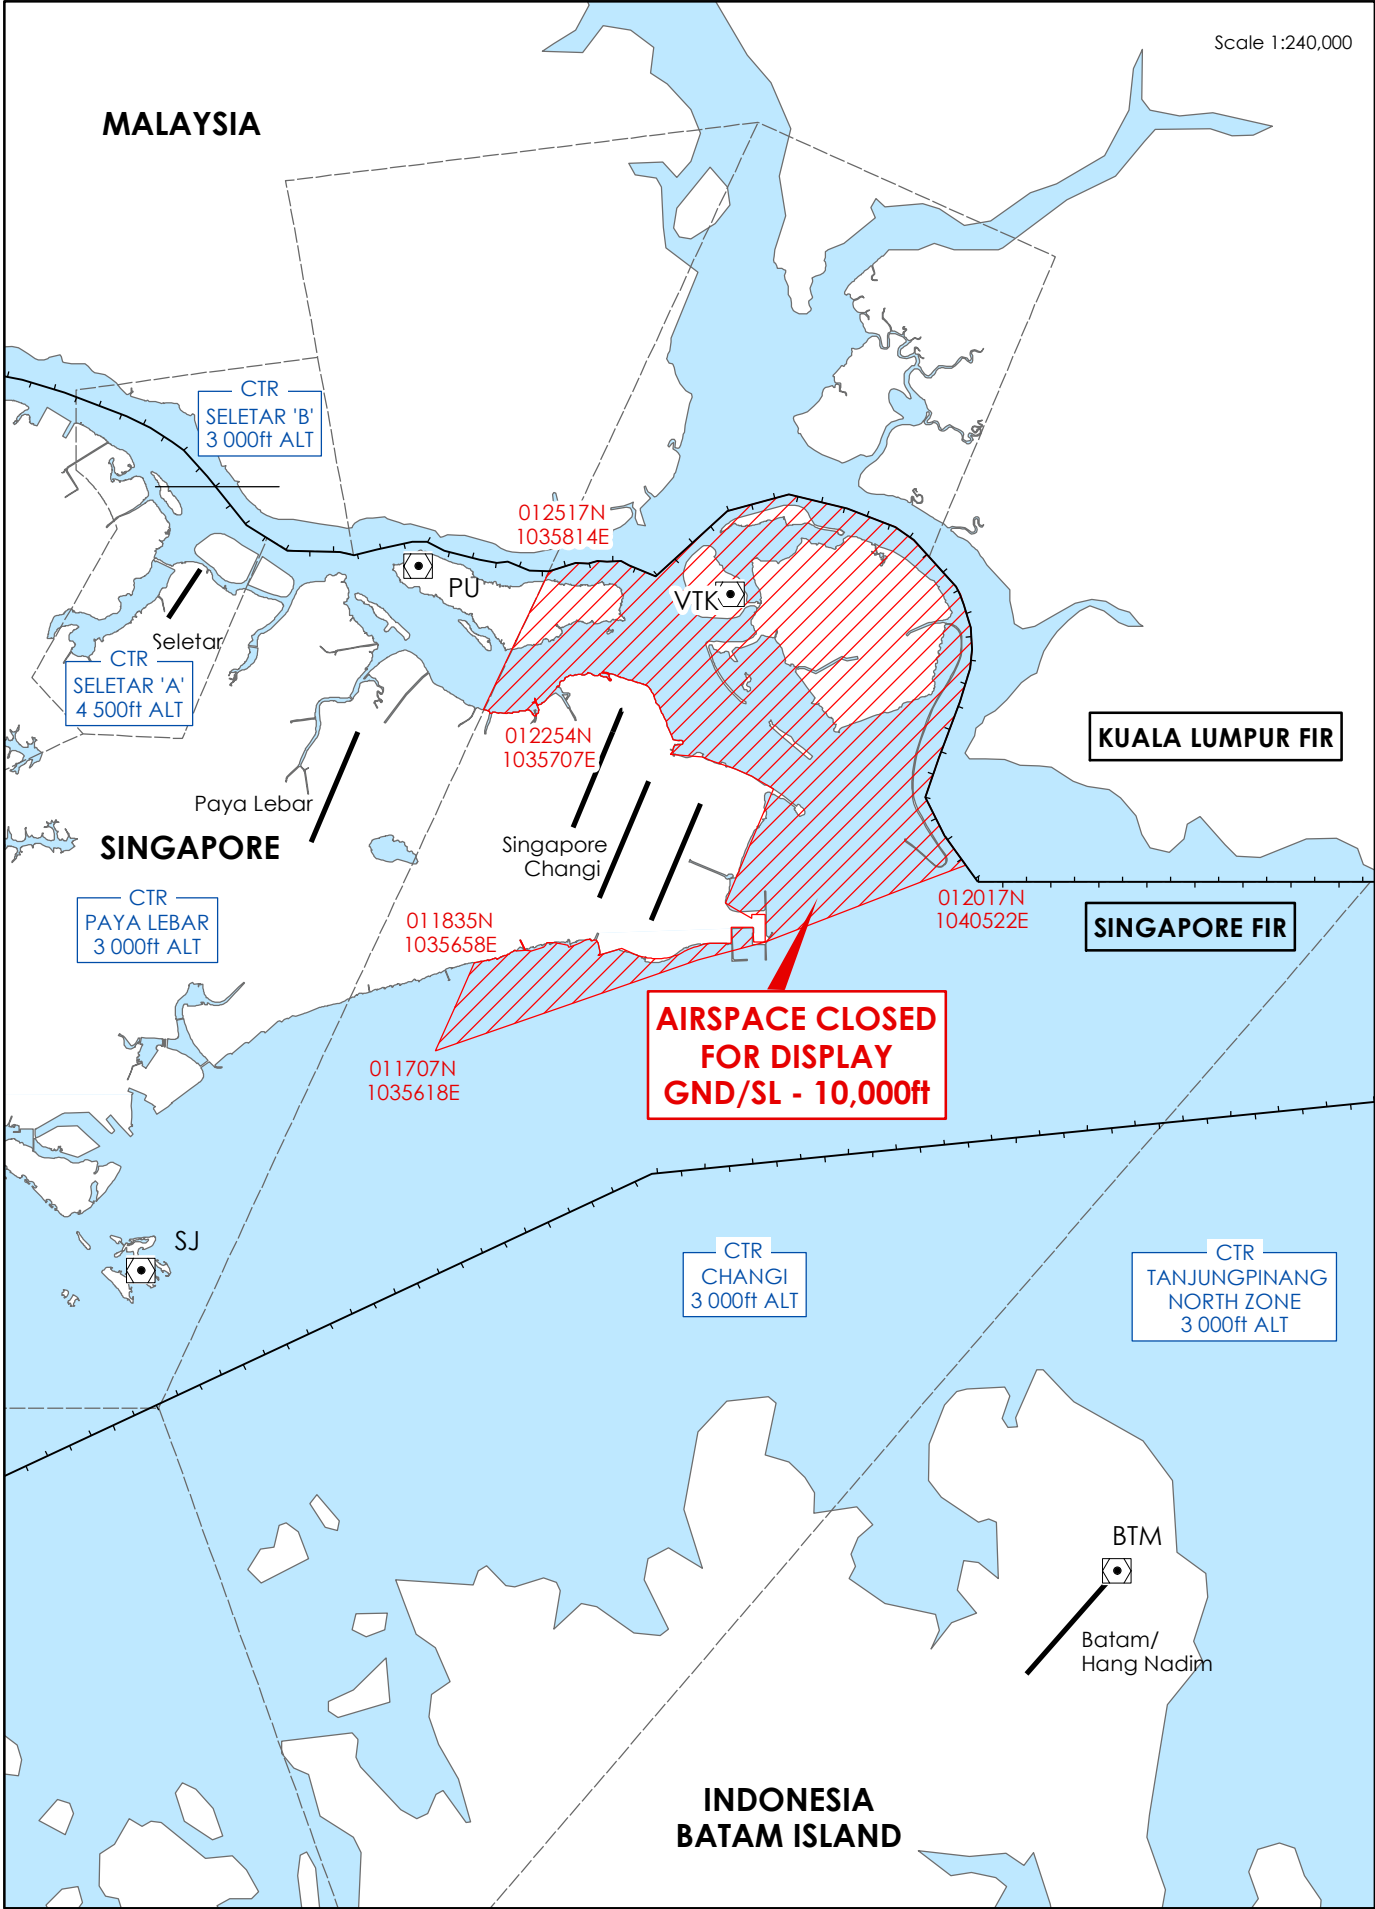 Scale 1:240,000
MALAYSIA
CTR
SELETAR 'B'
3 000ft ALT
012517N
1035814E
PU
VTK
Seletar
CTR
SELETAR 'A'
4 500ft ALT
012254N
1035707E
KUALA LUMPUR FIR
Paya Lebar
SINGAPORE
Singapore
Changi
CTR
PAYA LEBAR
3 000ft ALT
011835N
1035658E
012017N
1040522E
SINGAPORE FIR
AIRSPACE CLOSED
FOR DISPLAY
GND/SL - 10,000ft
011707N
1035618E
SJ
CTR
CHANGI
3 000ft ALT
CTR
TANJUNGPINANG
NORTH ZONE
3 000ft ALT
BTM
Batam/
Hang Nadim
INDONESIA
BATAM ISLAND